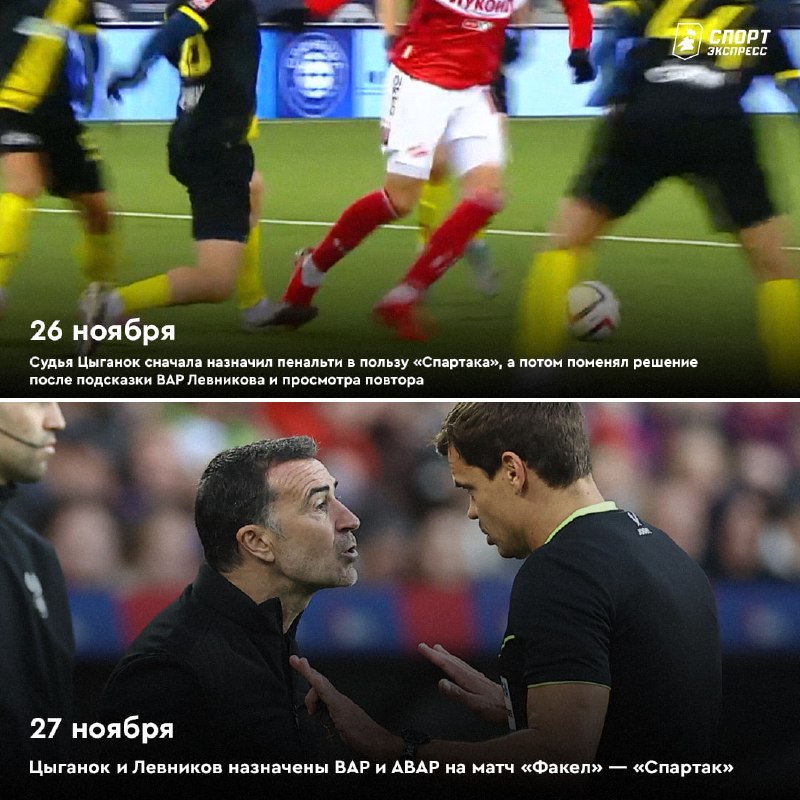 СПОРТ
ЭКСПРЕСС
26 ноября
Судья Цыганок сначала назначил пенальти в пользу «Спартака», а потом поменял решение
после подсказки ВАР Левникова и просмотра повтора
27 ноября
Цыганок и Левников назначены ВАР и АВАР на матч «Факел» — «Спартак»